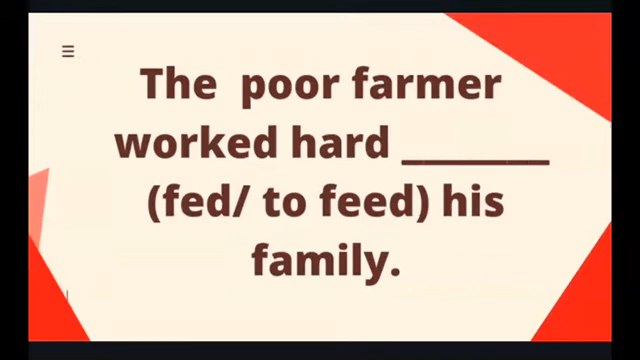 The poor farmer
worked hard ________
(fed/ to feed) his
family.